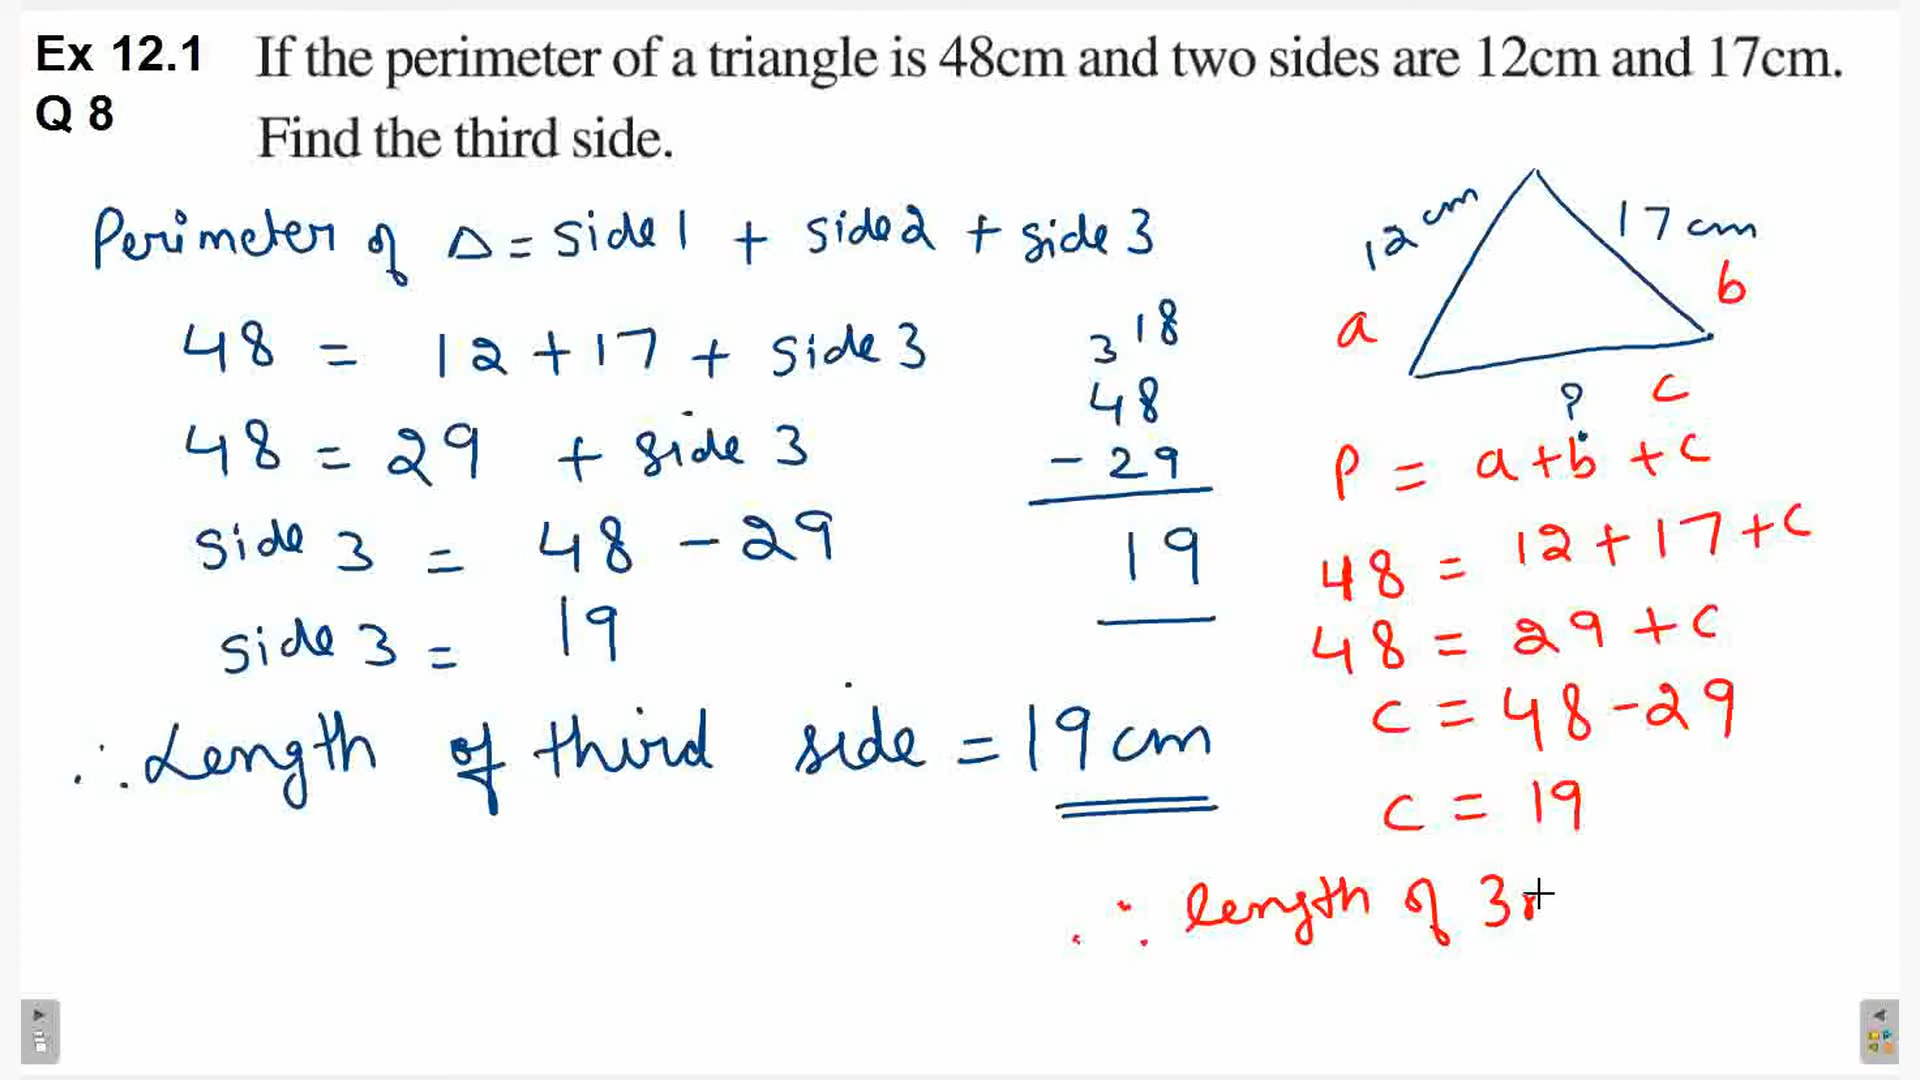 Ex 12.1 If the perimeter of a triangle is 48cm and two sides are 12cm and 17cm.
Q 8 Find the third side.
Perimeter of △ = side 1 + side 2 + side 3
48 = 12 + 17 + side 3
48 = 29 + side 3
side 3 = 48 - 29
side 3 = 19
∴ Length of third side = 19 cm
3 18
48
- 29
19
12 cm
17 cm
a
b
? c
P = a + b + c
48 = 12 + 17 + c
48 = 29 + c
c = 48 - 29
c = 19
∴ length of 3r